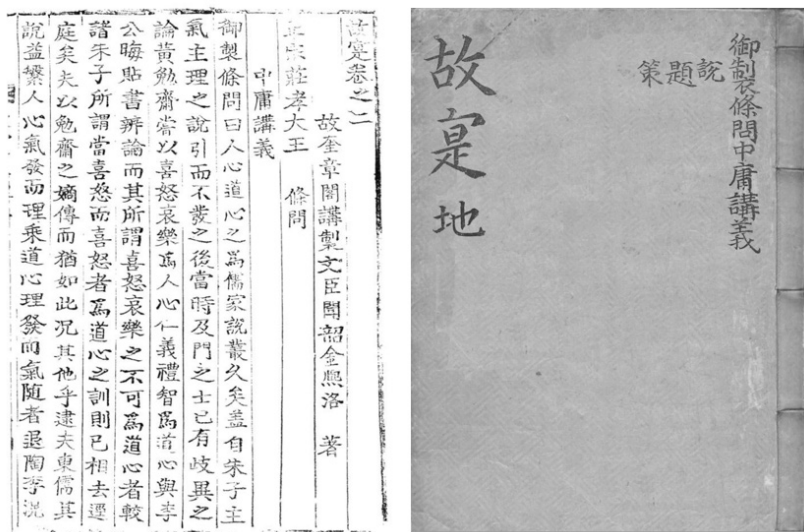 御製條問中庸講義
說題策
故寔地
故寔卷之二
故奎章閣講製文臣聞韶金熙洛 著
正宗莊孝大王 條問
中庸講義
御製條問曰人心道心之爲儒家說叢久矣盖自朱子主
氣主理之說引而不發之後當時及門之士已有歧異之
論黃勉齋嘗以喜怒哀樂爲人心仁義禮智爲道心與李
公晦貼書辨論而其所謂喜怒哀樂之不可爲道心者較
諸朱子所謂當喜怒而喜怒者爲道心之訓則已相去逕
庭矣夫以勉齋之嫡傳而猶如此况其他乎逮夫東儒其
說益繁人心氣發而理乘道心理發而氣隨者退陶李滉